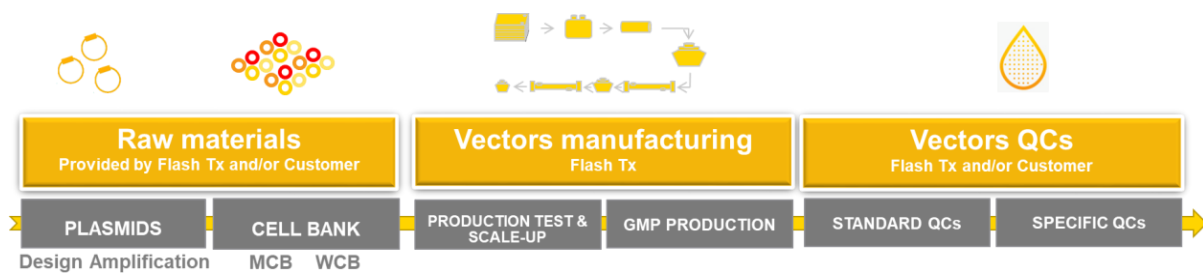 Raw materials
Provided by Flash Tx and/or Customer
Vectors manufacturing
Flash Tx
Vectors QCs
Flash Tx and/or Customer
PLASMIDS
CELL BANK
PRODUCTION TEST &
SCALE-UP
GMP PRODUCTION
STANDARD QCs
SPECIFIC QCs
Design Amplification
MCB WCB